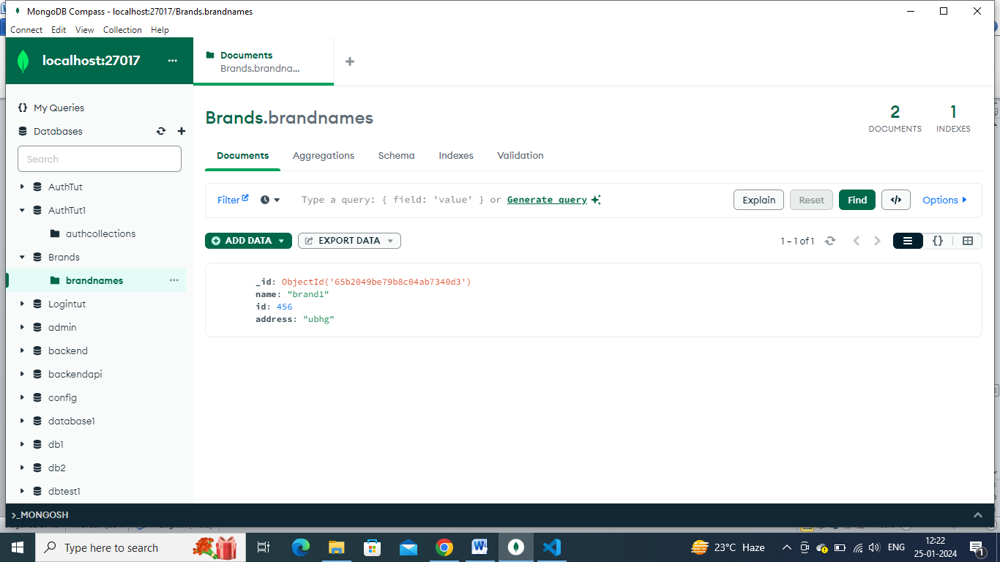 MongoDB Compass - localhost:27017/Brands.brandnames
Connect Edit View Collection Help
localhost:27017
Documents
Brands.brandna...
My Queries
Databases
Search
AuthTut
AuthTut1
authcollections
Brands
brandnames
Logintut
admin
backend
backendapi
config
database1
db1
db2
dbtest1
Brands.brandnames
2
DOCUMENTS
1
INDEXES
Documents Aggregations Schema Indexes Validation
Filter Type a query: { field: 'value' } or Generate query Explain Reset Find </> Options
ADD DATA EXPORT DATA 1 – 1 of 1 {}
_id: ObjectId('65b2049be79b8c04ab7340d3')
name: "brand1"
id: 456
address: "ubhg"
>_MONGOSH
Type here to search
23°C Haze ENG 12:22
25-01-2024
1